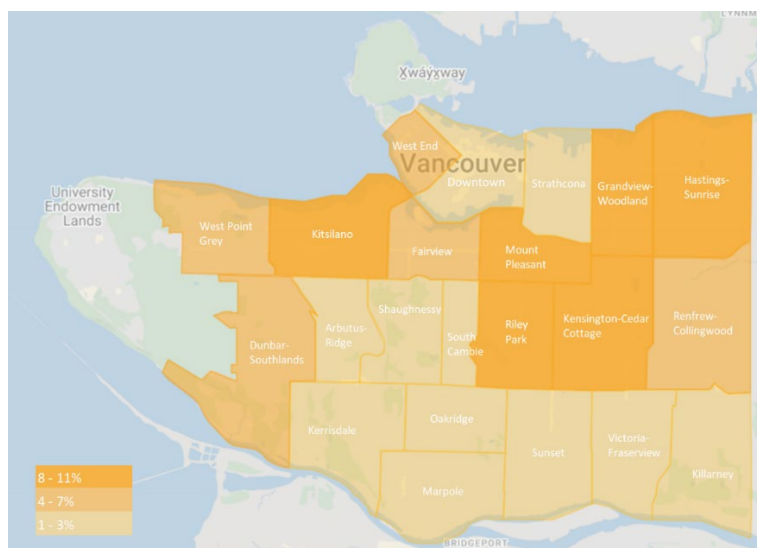 LYNNM
X̱wáýx̱way
West End
Vancouver
Downtown
Strathcona
Grandview-
Woodland
Hastings-
Sunrise
University
Endowment
Lands
West Point
Grey
Kitsilano
Fairview
Mount
Pleasant
Shaughnessy
Arbutus-
Ridge
South
Cambie
Riley
Park
Kensington-Cedar
Cottage
Renfrew-
Collingwood
Dunbar-
Southlands
Kerrisdale
Oakridge
Sunset
Victoria-
Fraserview
Killarney
Marpole
8 - 11%
4 - 7%
1 - 3%
BRIDGEPORT